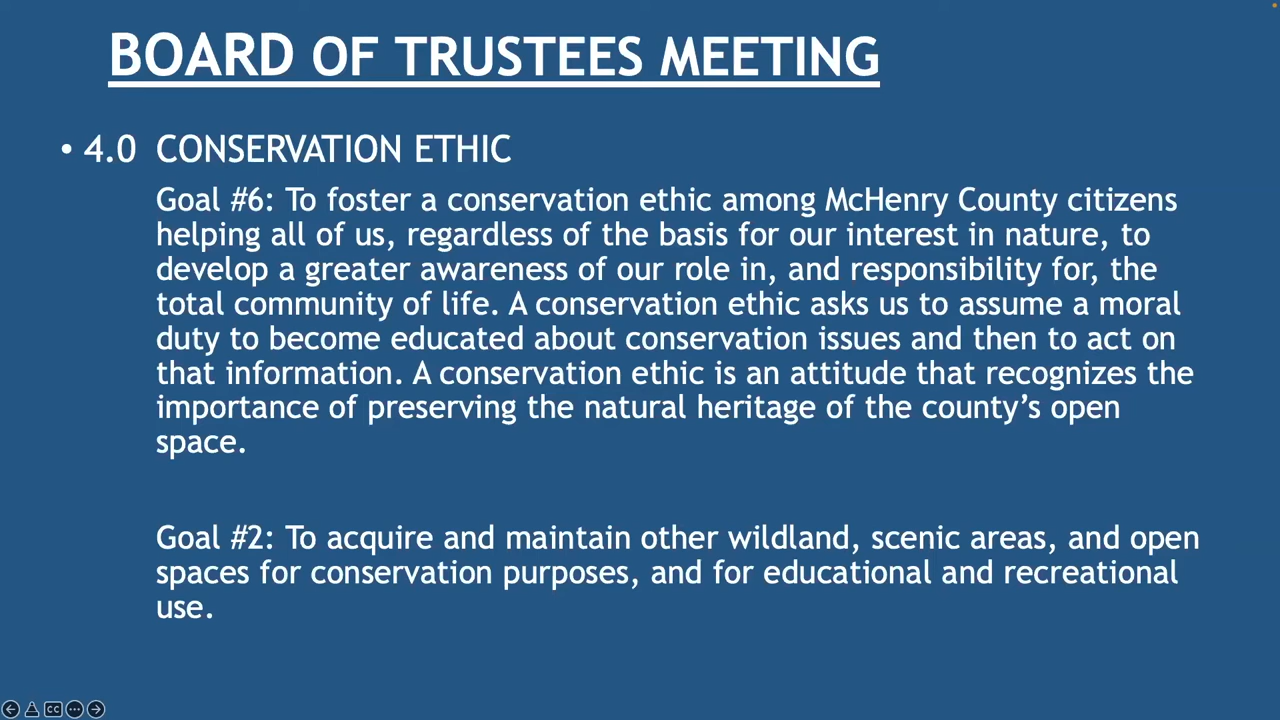 BOARD OF TRUSTEES MEETING
• 4.0 CONSERVATION ETHIC
Goal #6: To foster a conservation ethic among McHenry County citizens
helping all of us, regardless of the basis for our interest in nature, to
develop a greater awareness of our role in, and responsibility for, the
total community of life. A conservation ethic asks us to assume a moral
duty to become educated about conservation issues and then to act on
that information. A conservation ethic is an attitude that recognizes the
importance of preserving the natural heritage of the county’s open
space.
Goal #2: To acquire and maintain other wildland, scenic areas, and open
spaces for conservation purposes, and for educational and recreational
use.
CC